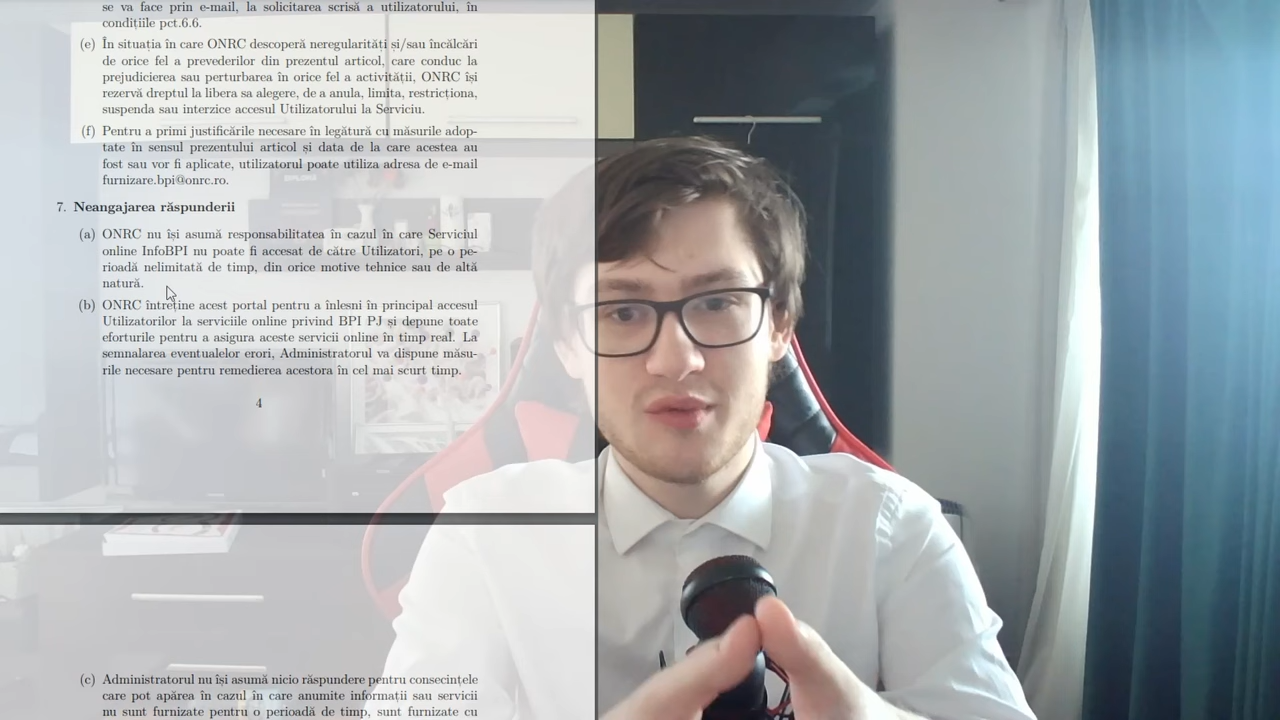 se va face prin e-mail, la solicitarea scrisă a utilizatorului, în
condițiile pct.6.6.
(e) În situația în care ONRC descoperă neregularități și/sau încălcări
de orice fel a prevederilor din prezentul articol, care conduc la
prejudicierea sau perturbarea în orice fel a activității, ONRC își
rezervă dreptul la libera sa alegere, de a anula, limita, restricționa,
suspenda sau interzice accesul Utilizatorului la Serviciu.
(f) Pentru a primi justificările necesare în legătură cu măsurile adop-
tate în sensul prezentului articol și data de la care acestea au
fost sau vor fi aplicate, utilizatorul poate utiliza adresa de e-mail
furnizare.bpi@onrc.ro.
7. Neangajarea răspunderii
(a) ONRC nu își asumă responsabilitatea în cazul în care Serviciul
online InfoBPI nu poate fi accesat de către Utilizatori, pe o pe-
rioadă nelimitată de timp, din orice motive tehnice sau de altă
natură.
(b) ONRC întreține acest portal pentru a înlesni în principal accesul
Utilizatorilor la serviciile online privind BPI PJ și depune toate
eforturile pentru a asigura aceste servicii online în timp real. La
semnalarea eventualelor erori, Administratorul va dispune măsu-
rile necesare pentru remedierea acestora în cel mai scurt timp.
4
(c) Administratorul nu își asumă nicio răspundere pentru consecințele
care pot apărea în cazul în care anumite informații sau servicii
nu sunt furnizate pentru o perioadă de timp, sunt furnizate cu